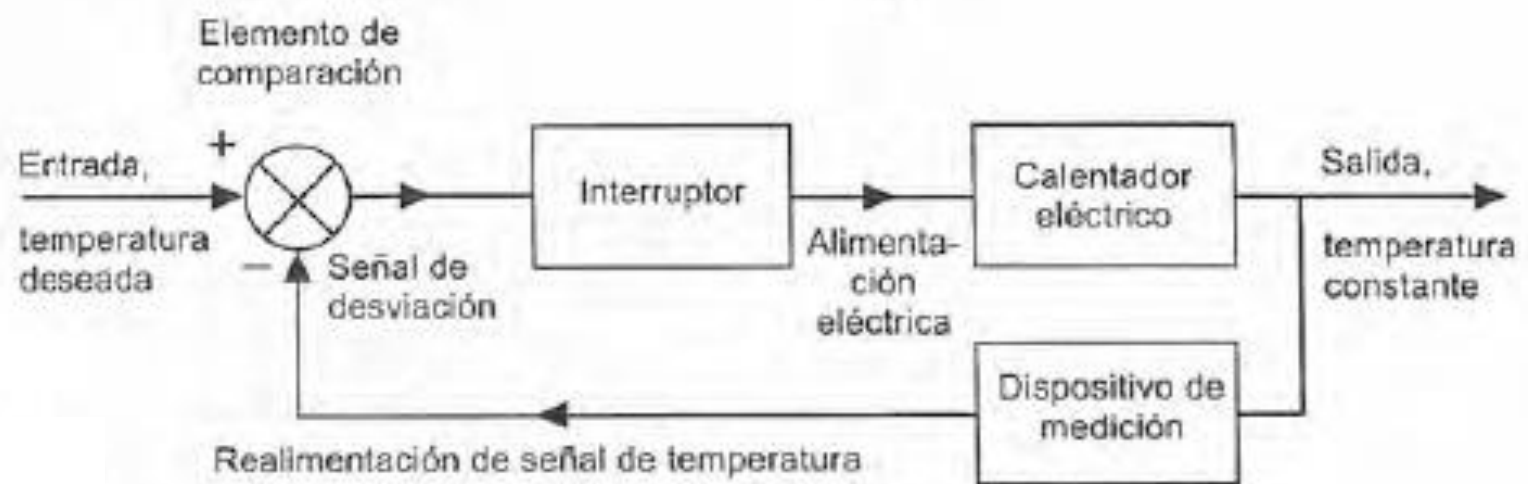 Elemento de
comparación
+
Entrada,
temperatura
deseada
−
Señal de
desviación
Interruptor
Alimenta-
ción
eléctrica
Calentador
eléctrico
Salida,
temperatura
constante
Dispositivo de
medición
Realimentación de señal de temperatura